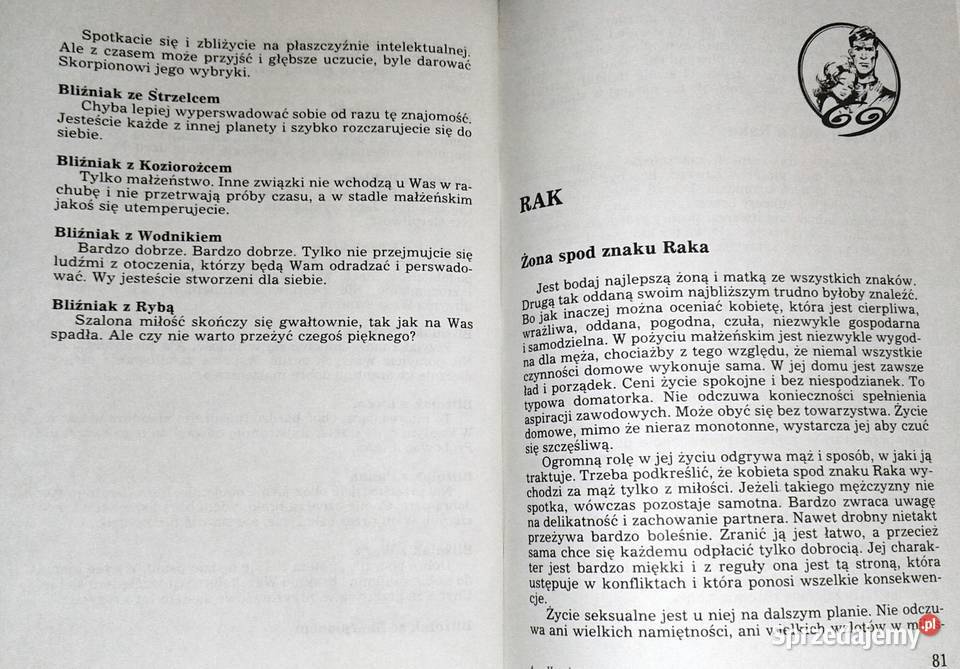 Spotkacie się i zbliżycie na płaszczyźnie intelektualnej.
Ale z czasem może przyjść i głębsze uczucie, byle darować
Skorpionowi jego wybryki.
Bliźniak ze Strzelcem
Chyba lepiej wyperswadować sobie od razu tę znajomość.
Jesteście każde z innej planety i szybko rozczarujecie się do
siebie.
Bliźniak z Koziorożcem
Tylko małżeństwo. Inne związki nie wchodzą u Was w ra-
chubę i nie przetrwają próby czasu, a w stadle małżeńskim
jakoś się utemperujecie.
Bliźniak z Wodnikiem
Bardzo dobrze. Bardzo dobrze. Tylko nie przejmujcie się
ludźmi z otoczenia, którzy będą Wam odradzać i perswado-
wać. Wy jesteście stworzeni dla siebie.
Bliźniak z Rybą
Szalona miłość skończy się gwałtownie, tak jak na Was
spadła. Ale czy nie warto przeżyć czegoś pięknego?
RAK
Żona spod znaku Raka
Jest bodaj najlepszą żoną i matką ze wszystkich znaków.
Drugą tak oddaną swoim najbliższym trudno byłoby znaleźć.
Bo jak inaczej można oceniać kobietę, która jest cierpliwa,
wrażliwa, oddana, pogodna, czuła, niezwykle gospodarna
i samodzielna. W pożyciu małżeńskim jest niezwykle wygod-
na dla męża, chociażby z tego względu, że niemal wszystkie
czynności domowe wykonuje sama. W jej domu jest zawsze
ład i porządek. Ceni życie spokojne i bez niespodzianek. To
typowa domatorka. Nie odczuwa konieczności spełnienia
aspiracji zawodowych. Może obyć się bez towarzystwa. Życie
domowe, mimo że nieraz monotonne, wystarcza jej aby czuć
się szczęśliwą.
Ogromną rolę w jej życiu odgrywa mąż i sposób, w jaki ją
traktuje. Trzeba podkreślić, że kobieta spod znaku Raka wy-
chodzi za mąż tylko z miłości. Jeżeli takiego mężczyzny nie
spotka, wówczas pozostaje samotna. Bardzo zwraca uwagę
na delikatność i zachowanie partnera. Nawet drobny nietakt
przeżywa bardzo boleśnie. Zranić ją jest łatwo, a przecież
sama chce się każdemu odpłacić tylko dobrocią. Jej charak-
ter jest bardzo miękki i z reguły ona jest tą stroną, która
ustępuje w konfliktach i która ponosi wszelkie konsekwen-
cje.
Życie seksualne jest u niej na dalszym planie. Nie odczu-
wa ani wielkich namiętności, ani wielkich wzlotów w
Sprzedajemy.pl
81